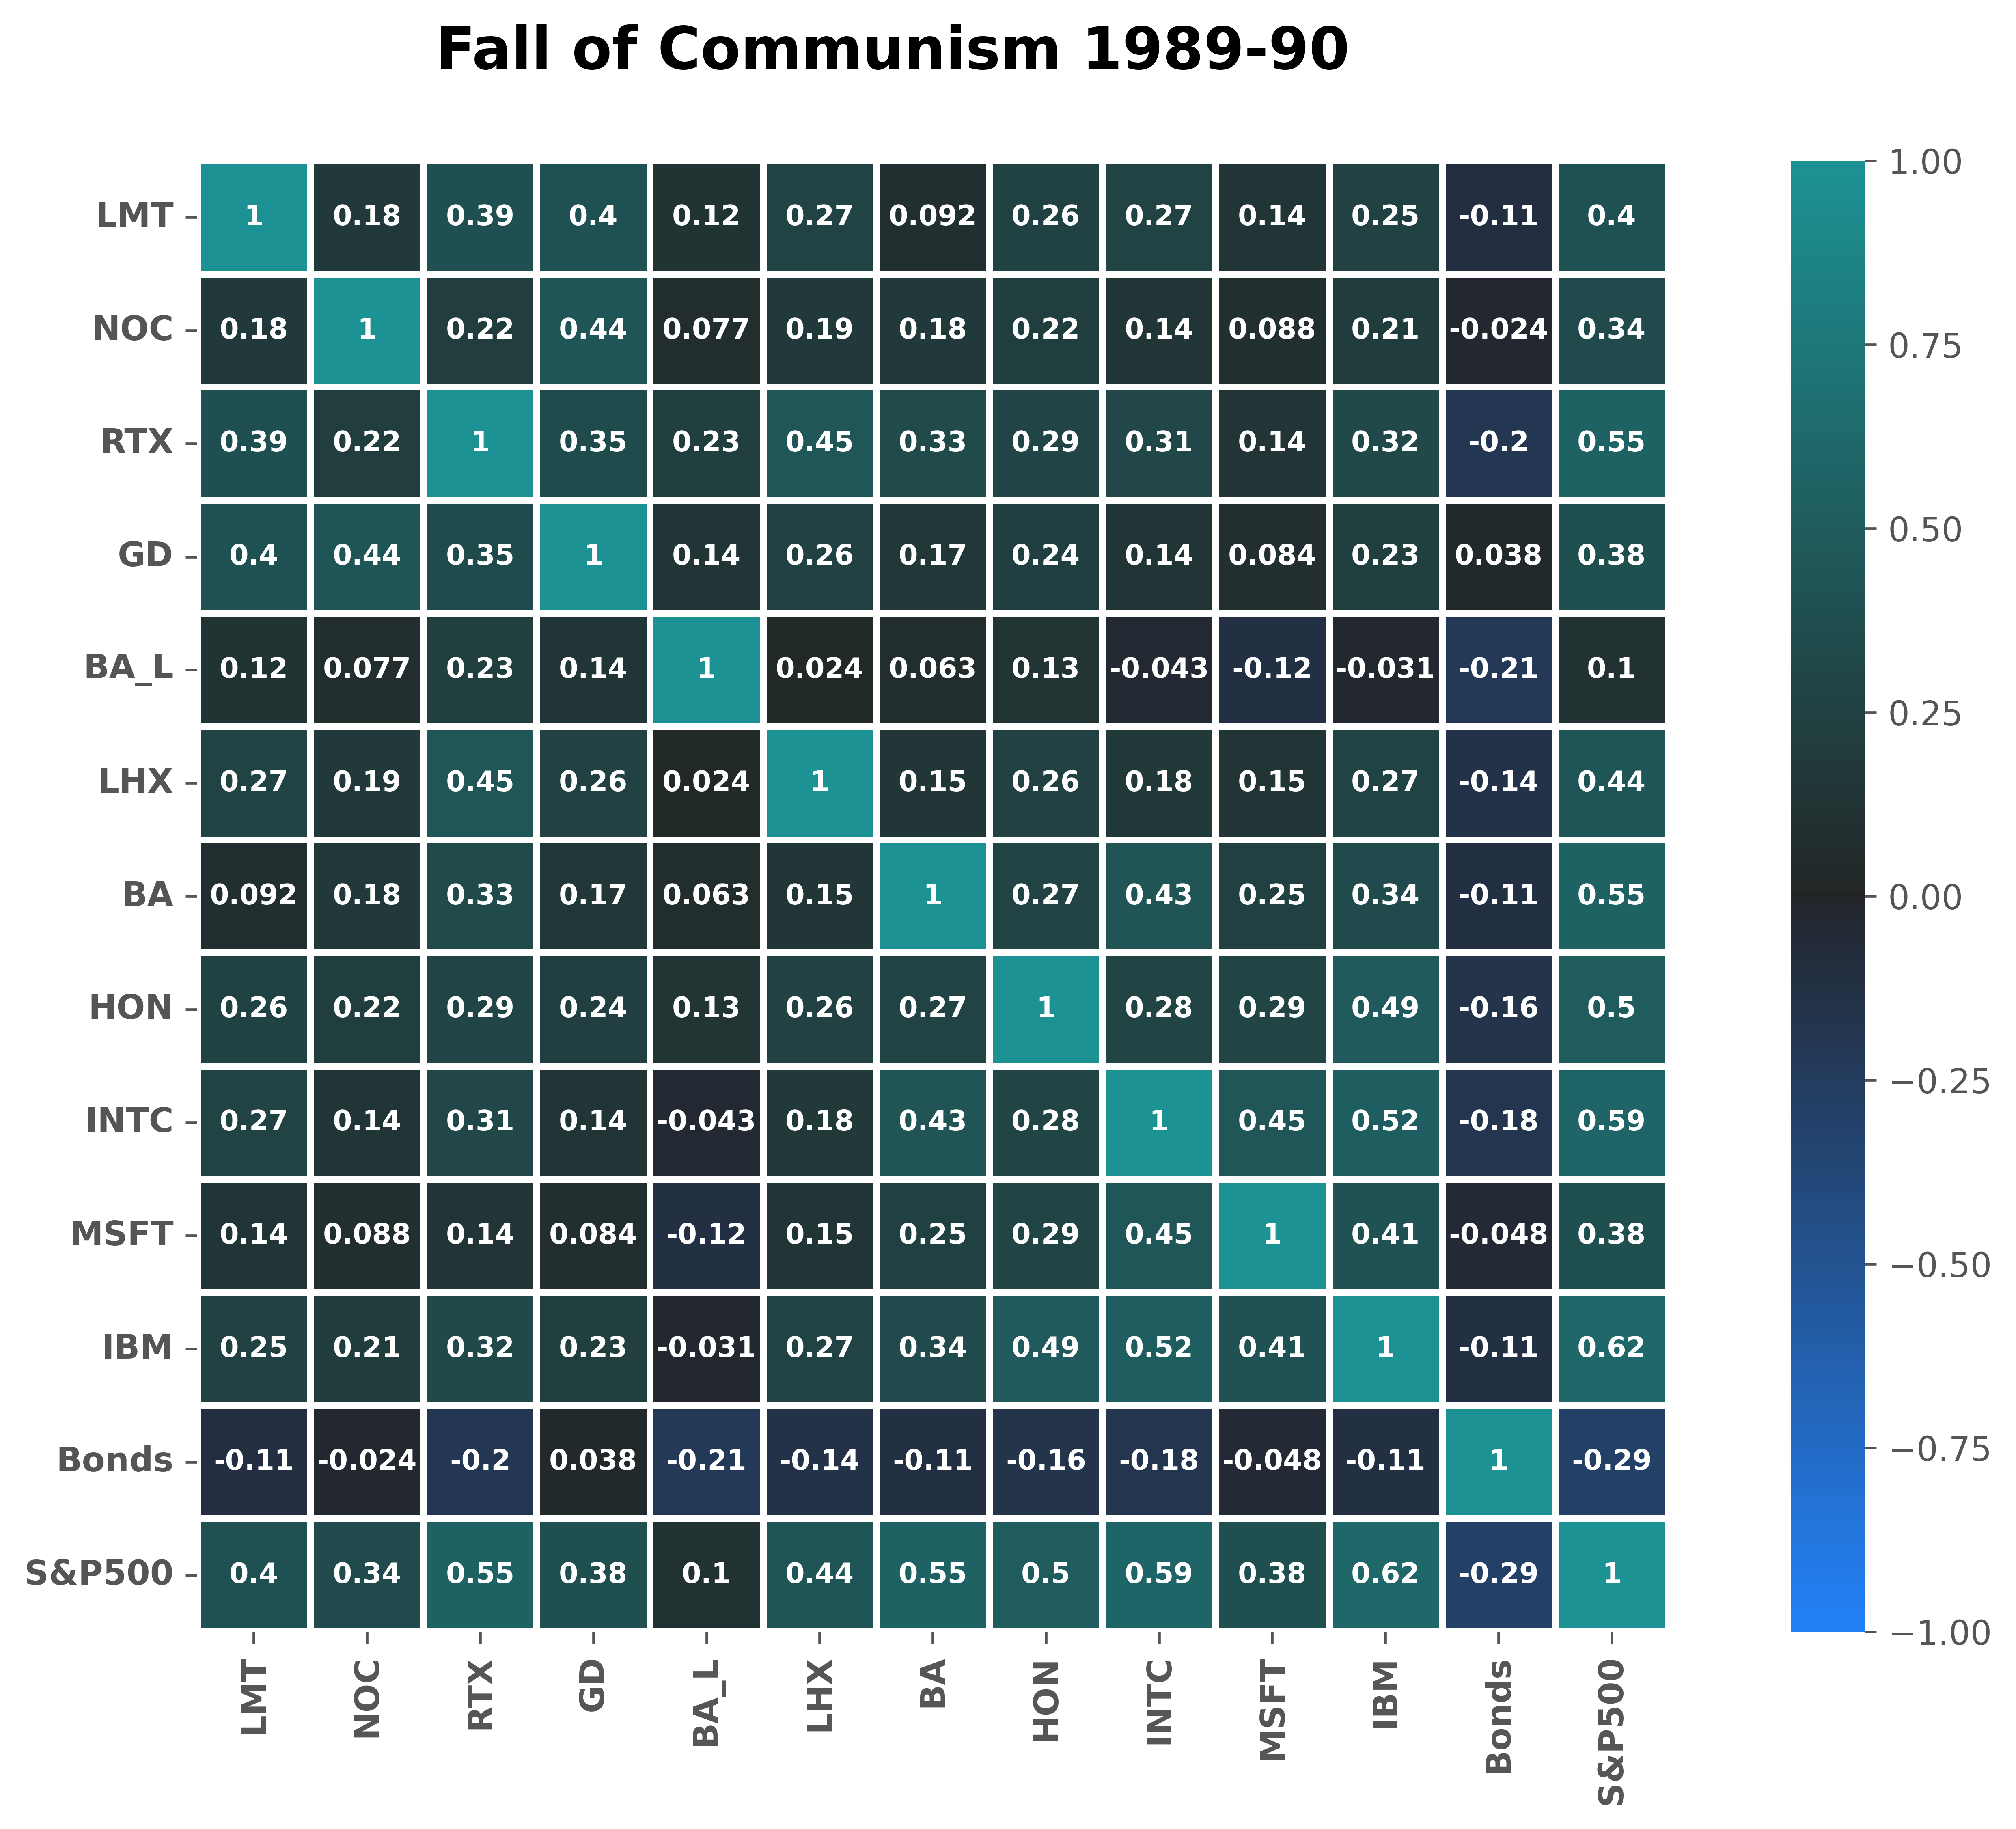 Fall of Communism 1989-90
LMT 1 0.18 0.39 0.4 0.12 0.27 0.092 0.26 0.27 0.14 0.25 -0.11 0.4
NOC 0.18 1 0.22 0.44 0.077 0.19 0.18 0.22 0.14 0.088 0.21 -0.024 0.34
RTX 0.39 0.22 1 0.35 0.23 0.45 0.33 0.29 0.31 0.14 0.32 -0.2 0.55
GD 0.4 0.44 0.35 1 0.14 0.26 0.17 0.24 0.14 0.084 0.23 0.038 0.38
BA_L 0.12 0.077 0.23 0.14 1 0.024 0.063 0.13 -0.043 -0.12 -0.031 -0.21 0.1
LHX 0.27 0.19 0.45 0.26 0.024 1 0.15 0.26 0.18 0.15 0.27 -0.14 0.44
BA 0.092 0.18 0.33 0.17 0.063 0.15 1 0.27 0.43 0.25 0.34 -0.11 0.55
HON 0.26 0.22 0.29 0.24 0.13 0.26 0.27 1 0.28 0.29 0.49 -0.16 0.5
INTC 0.27 0.14 0.31 0.14 -0.043 0.18 0.43 0.28 1 0.45 0.52 -0.18 0.59
MSFT 0.14 0.088 0.14 0.084 -0.12 0.15 0.25 0.29 0.45 1 0.41 -0.048 0.38
IBM 0.25 0.21 0.32 0.23 -0.031 0.27 0.34 0.49 0.52 0.41 1 -0.11 0.62
Bonds -0.11 -0.024 -0.2 0.038 -0.21 -0.14 -0.11 -0.16 -0.18 -0.048 -0.11 1 -0.29
S&P500 0.4 0.34 0.55 0.38 0.1 0.44 0.55 0.5 0.59 0.38 0.62 -0.29 1
LMT NOC RTX GD BA_L LHX BA HON INTC MSFT IBM Bonds S&P500
1.00
0.75
0.50
0.25
0.00
−0.25
−0.50
−0.75
−1.00